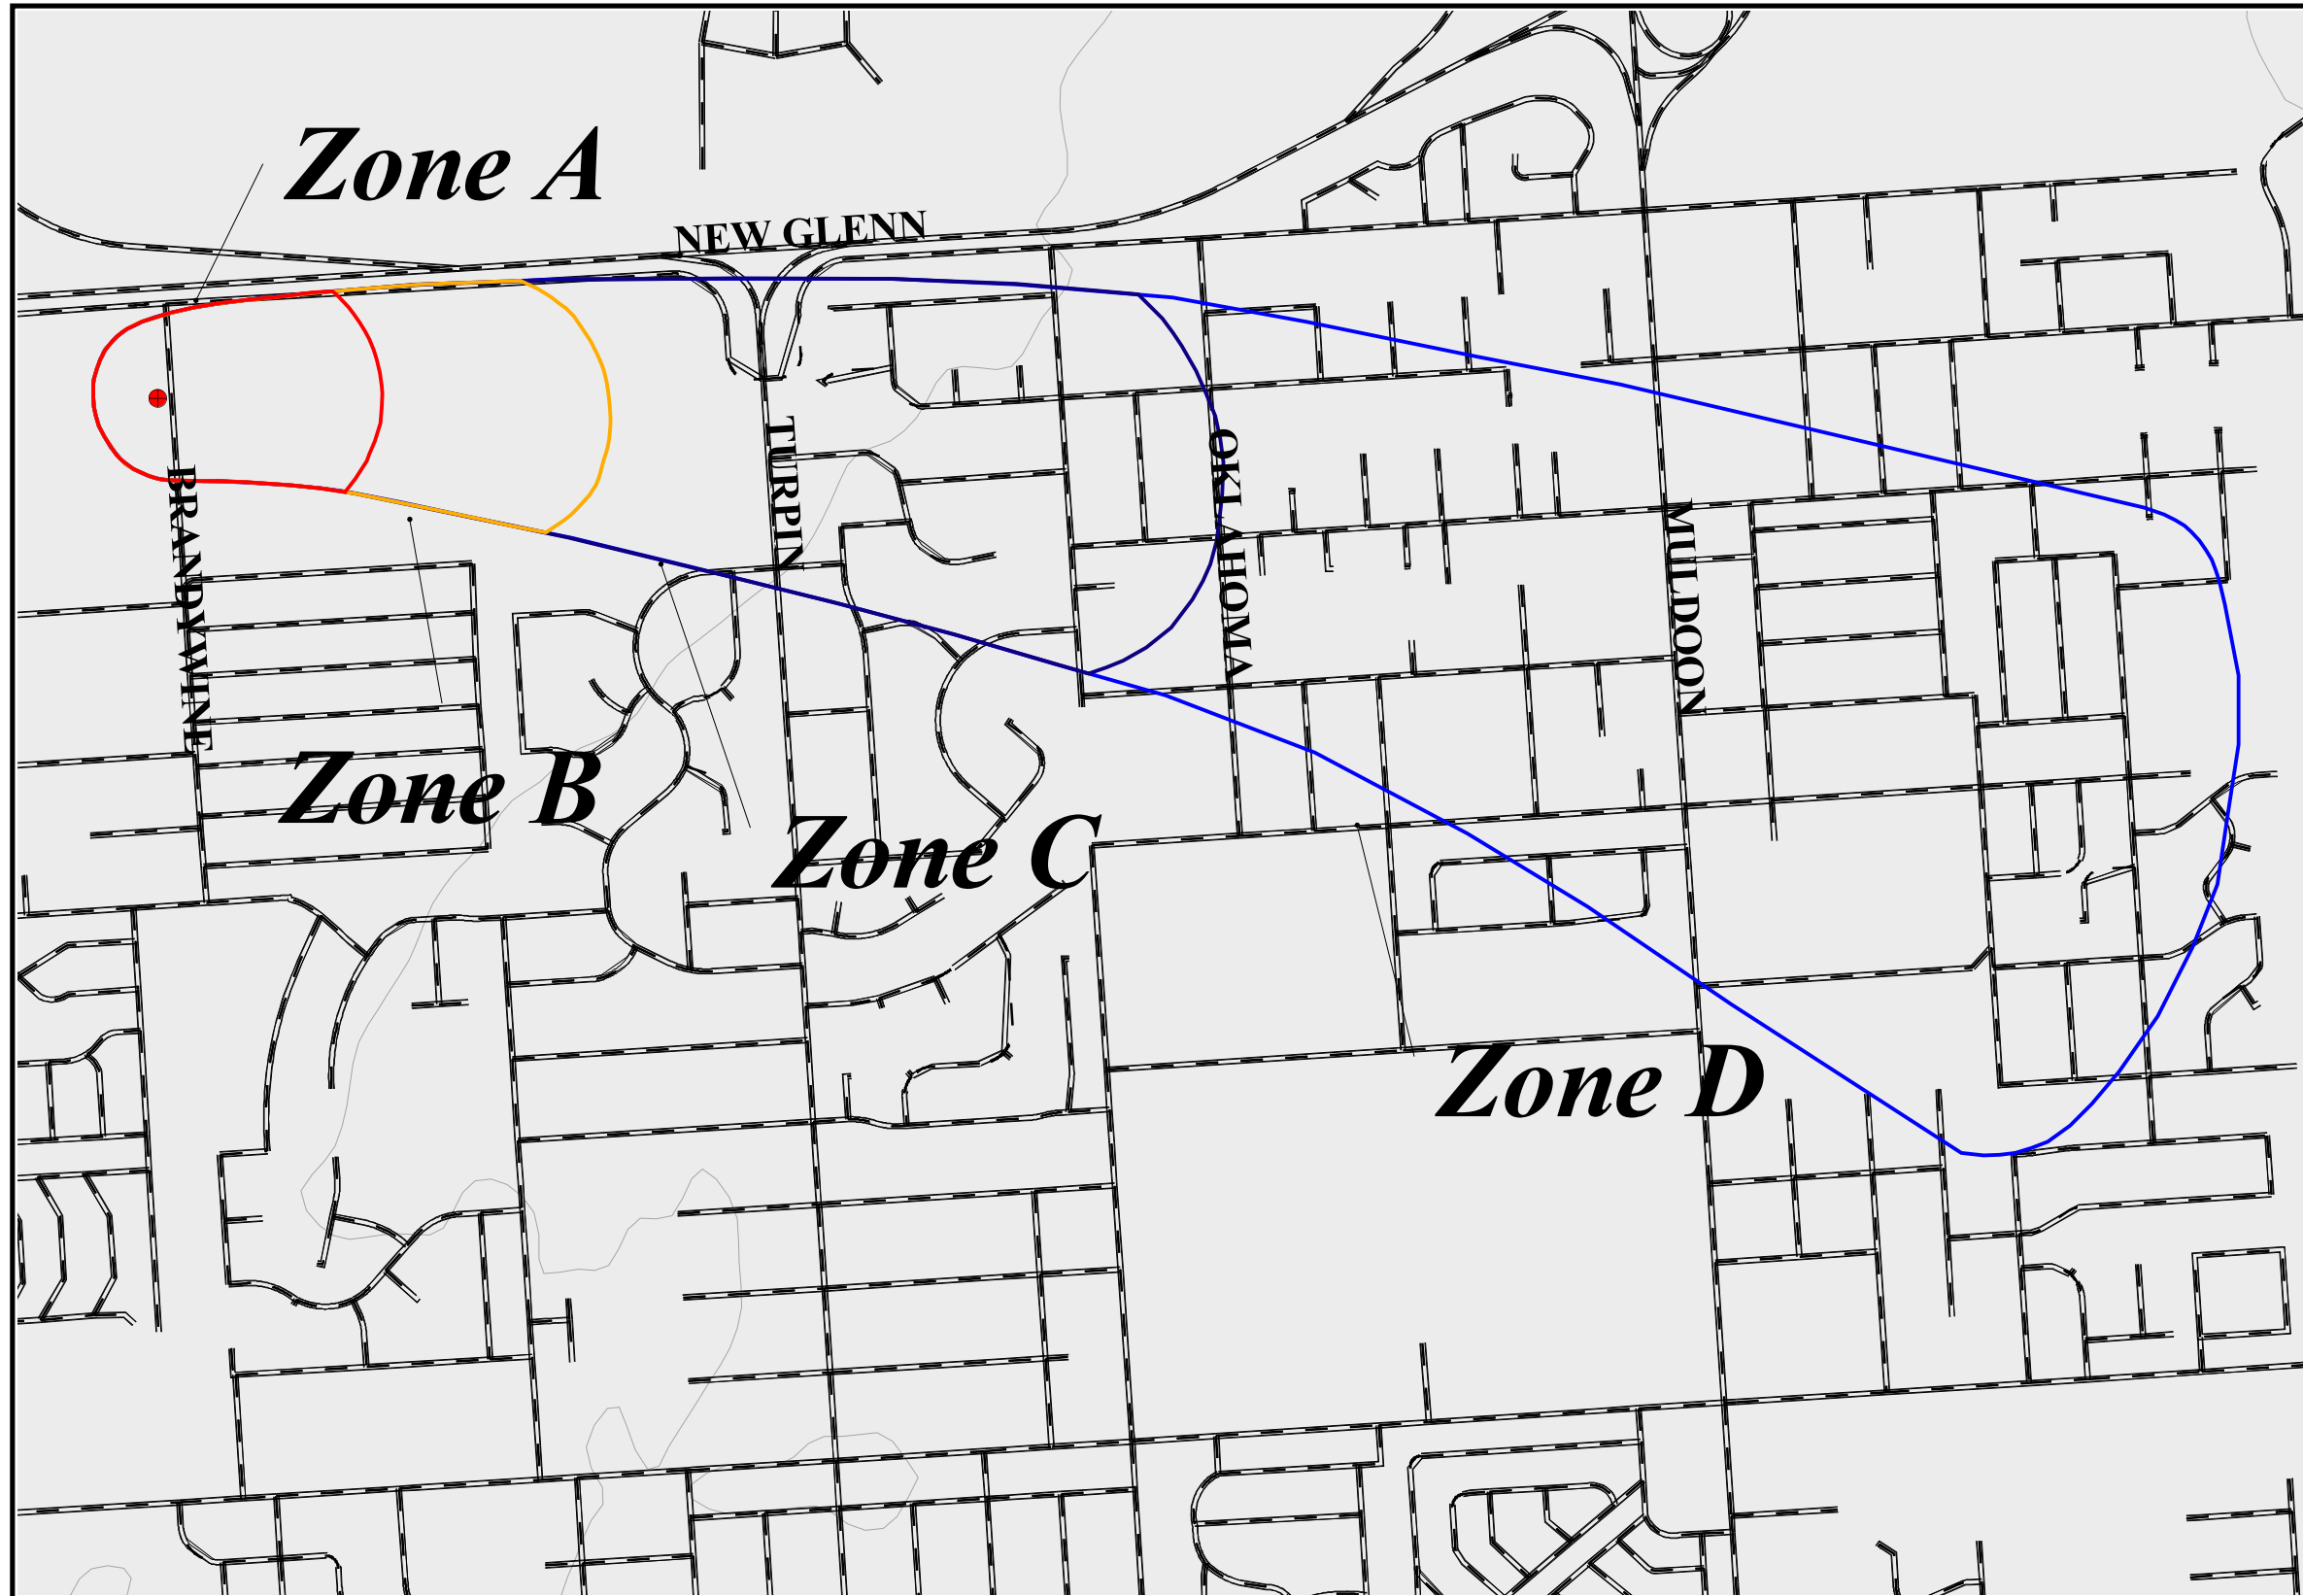 Zone A
NEW GLENN
TURPIN
OKLAHOMA
BRANDYWINE
MULDOON
Zone B
Zone C
Zone D